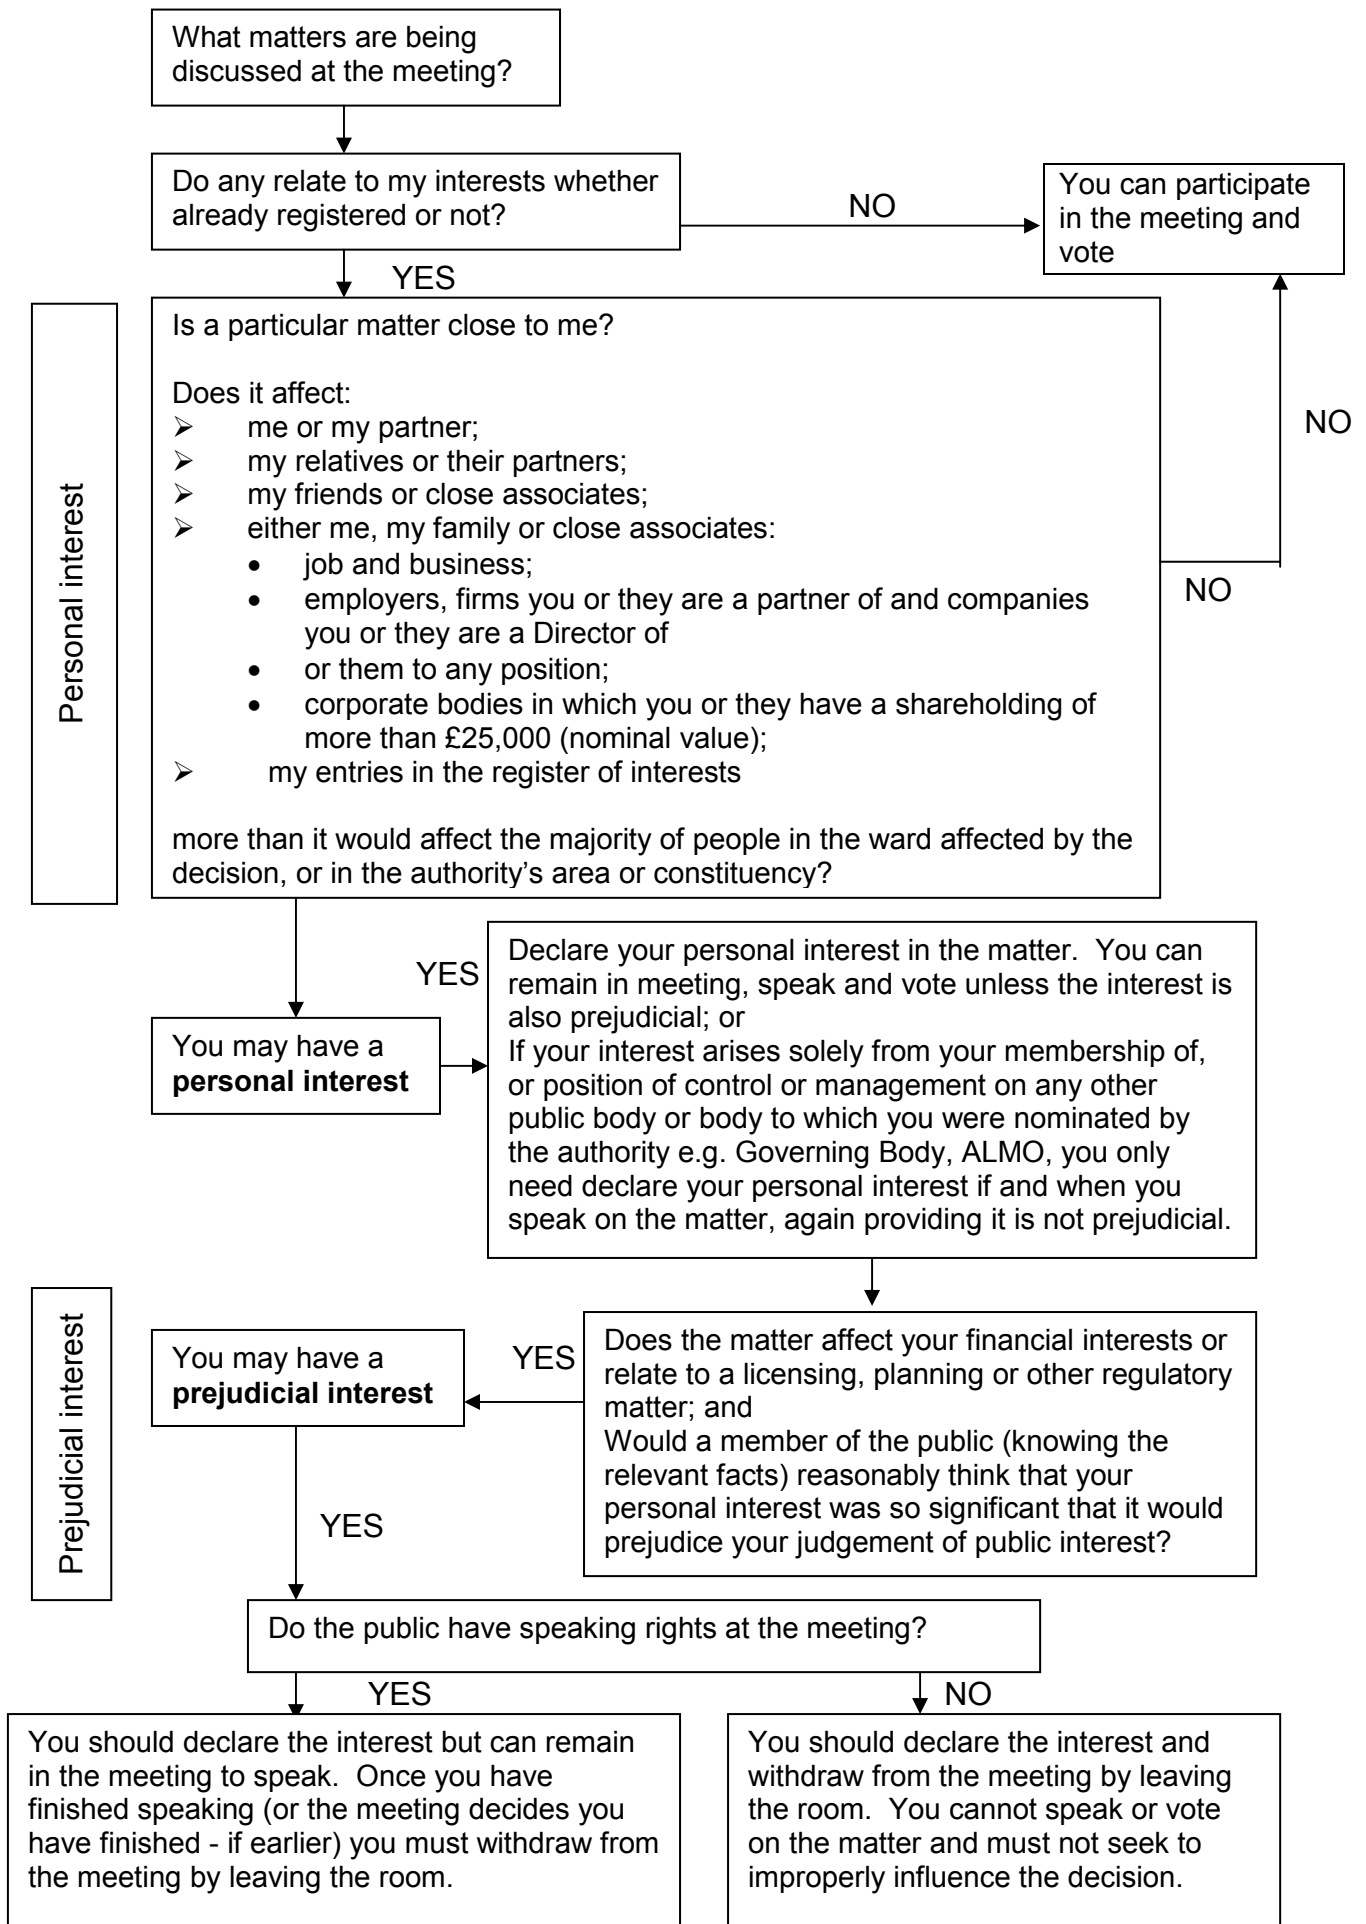 What matters are being
discussed at the meeting?
Do any relate to my interests whether
already registered or not?
NO
You can participate
in the meeting and
vote
YES
Personal interest
Is a particular matter close to me?
Does it affect:
➢ me or my partner;
➢ my relatives or their partners;
➢ my friends or close associates;
➢ either me, my family or close associates:
• job and business;
• employers, firms you or they are a partner of and companies
you or they are a Director of
• or them to any position;
• corporate bodies in which you or they have a shareholding of
more than £25,000 (nominal value);
➢ my entries in the register of interests
more than it would affect the majority of people in the ward affected by the
decision, or in the authority's area or constituency?
NO
NO
You may have a
personal interest
YES
Declare your personal interest in the matter. You can
remain in meeting, speak and vote unless the interest is
also prejudicial; or
If your interest arises solely from your membership of,
or position of control or management on any other
public body or body to which you were nominated by
the authority e.g. Governing Body, ALMO, you only
need declare your personal interest if and when you
speak on the matter, again providing it is not prejudicial.
Prejudicial interest
Does the matter affect your financial interests or
relate to a licensing, planning or other regulatory
matter; and
Would a member of the public (knowing the
relevant facts) reasonably think that your
personal interest was so significant that it would
prejudice your judgement of public interest?
YES
You may have a
prejudicial interest
YES
Do the public have speaking rights at the meeting?
YES
You should declare the interest but can remain
in the meeting to speak. Once you have
finished speaking (or the meeting decides you
have finished - if earlier) you must withdraw from
the meeting by leaving the room.
NO
You should declare the interest and
withdraw from the meeting by leaving
the room. You cannot speak or vote
on the matter and must not seek to
improperly influence the decision.